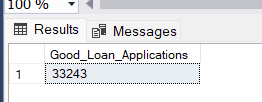 100 %
Results Messages
Good_Loan_Applications
1 33243